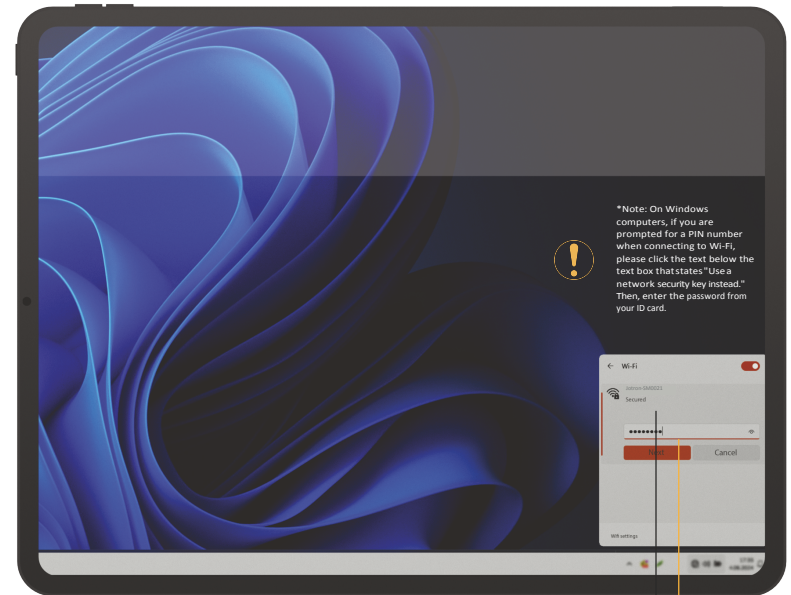 *Note: On Windows
computers, if you are
prompted for a PIN number
when connecting to Wi-Fi,
please click the text below the
text box that states "Use a
network security key instead."
Then, enter the password from
your ID card.
Wi-Fi
Secured
Next
Cancel
Wifi settings